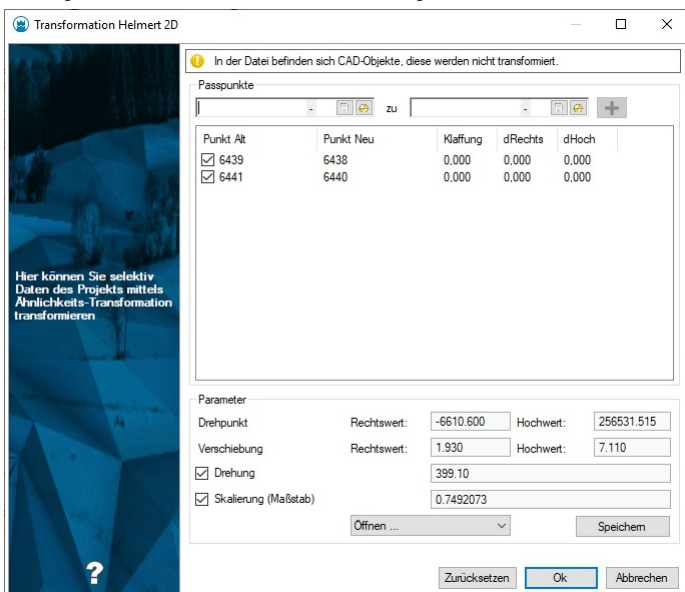 Transformation Helmert 2D
In der Datei befinden sich CAD-Objekte, diese werden nicht transformiert.
Passpunkte
- zu -
Punkt Alt Punkt Neu Klaffung dRechts dHoch
6439 6438 0,000 0,000 0,000
6441 6440 0,000 0,000 0,000
Hier können Sie selektiv
Daten des Projekts mittels
Ähnlichkeits-Transformation
transformieren
Parameter
Drehpunkt Rechtswert: -6610.600 Hochwert: 256531.515
Verschiebung Rechtswert: 1.930 Hochwert: 7.110
Drehung 399.10
Skalierung (Maßstab) 0.7492073
Öffnen ... Speichern
?
Zurücksetzen Ok Abbrechen